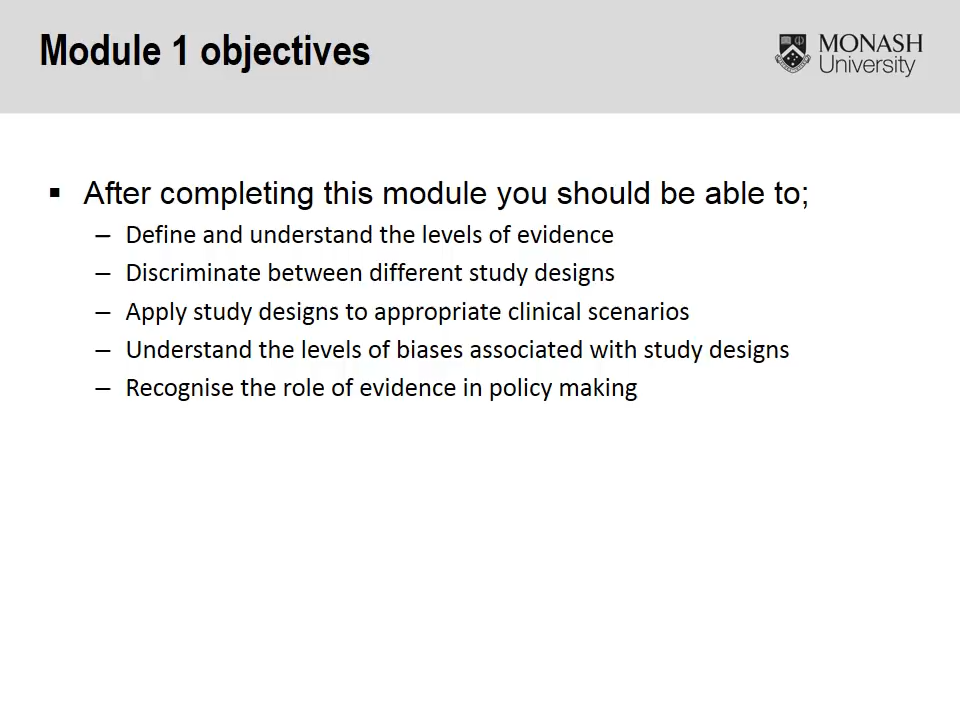 Module 1 objectives
MONASH
University
▪ After completing this module you should be able to;
– Define and understand the levels of evidence
– Discriminate between different study designs
– Apply study designs to appropriate clinical scenarios
– Understand the levels of biases associated with study designs
– Recognise the role of evidence in policy making